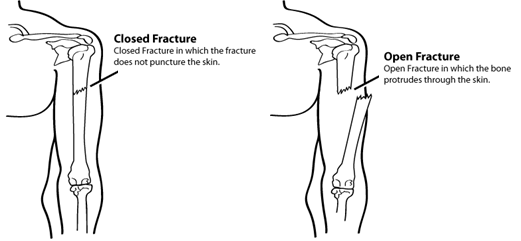 Closed Fracture
Closed Fracture in which the fracture
does not puncture the skin.
Open Fracture
Open Fracture in which the bone
protrudes through the skin.